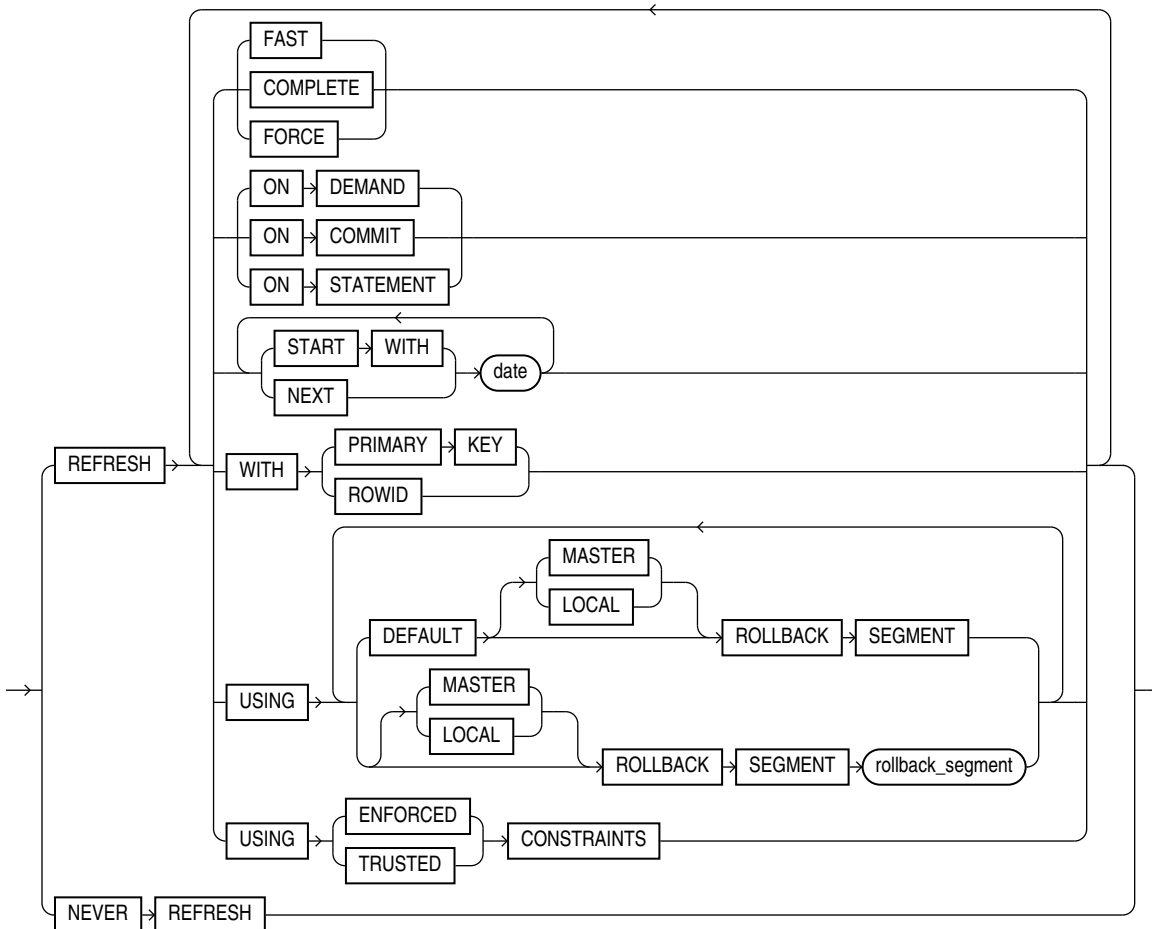 FAST
COMPLETE
FORCE
ON DEMAND
ON COMMIT
ON STATEMENT
START WITH
date
NEXT
PRIMARY KEY
REFRESH
WITH
ROWID
MASTER
LOCAL
DEFAULT
ROLLBACK SEGMENT
MASTER
USING
LOCAL
ROLLBACK SEGMENT rollback_segment
ENFORCED
USING
CONSTRAINTS
TRUSTED
NEVER REFRESH